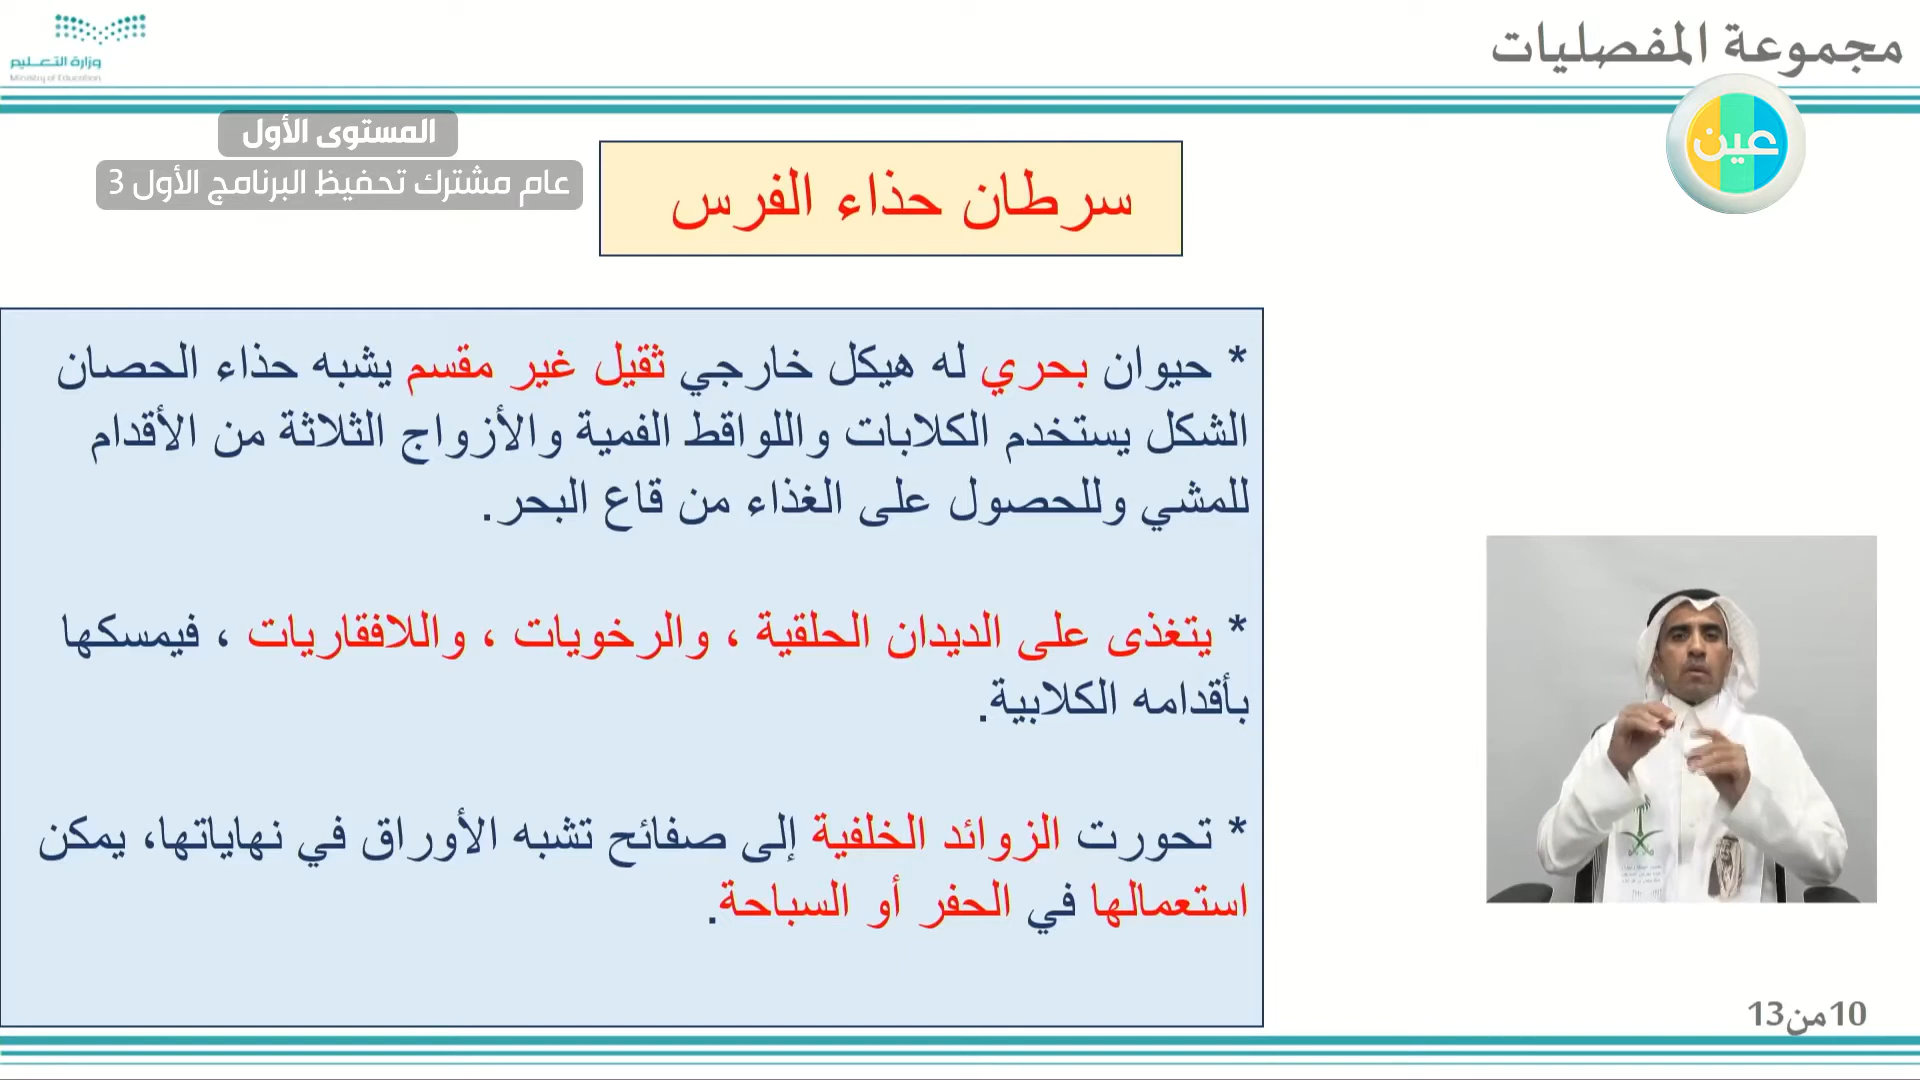 مجموعة المفصليات
وزارة التعليم
Ministry of Education
عين
المستوى الأول
عام مشترك تحفيظ البرنامج الأول 3
سرطان حذاء الفرس
* حيوان بحري له هيكل خارجي ثقيل غير مقسم يشبه حذاء الحصان
الشكل يستخدم الكلابات واللواقط الفمية والأزواج الثلاثة من الأقدام
للمشي وللحصول على الغذاء من قاع البحر.
* يتغذى على الديدان الحلقية ، والرخويات ، واللافقاريات ، فيمسكها
بأقدامه الكلابية.
* تحورت الزوائد الخلفية إلى صفائح تشبه الأوراق في نهاياتها، يمكن
استعمالها في الحفر أو السباحة.
10من13